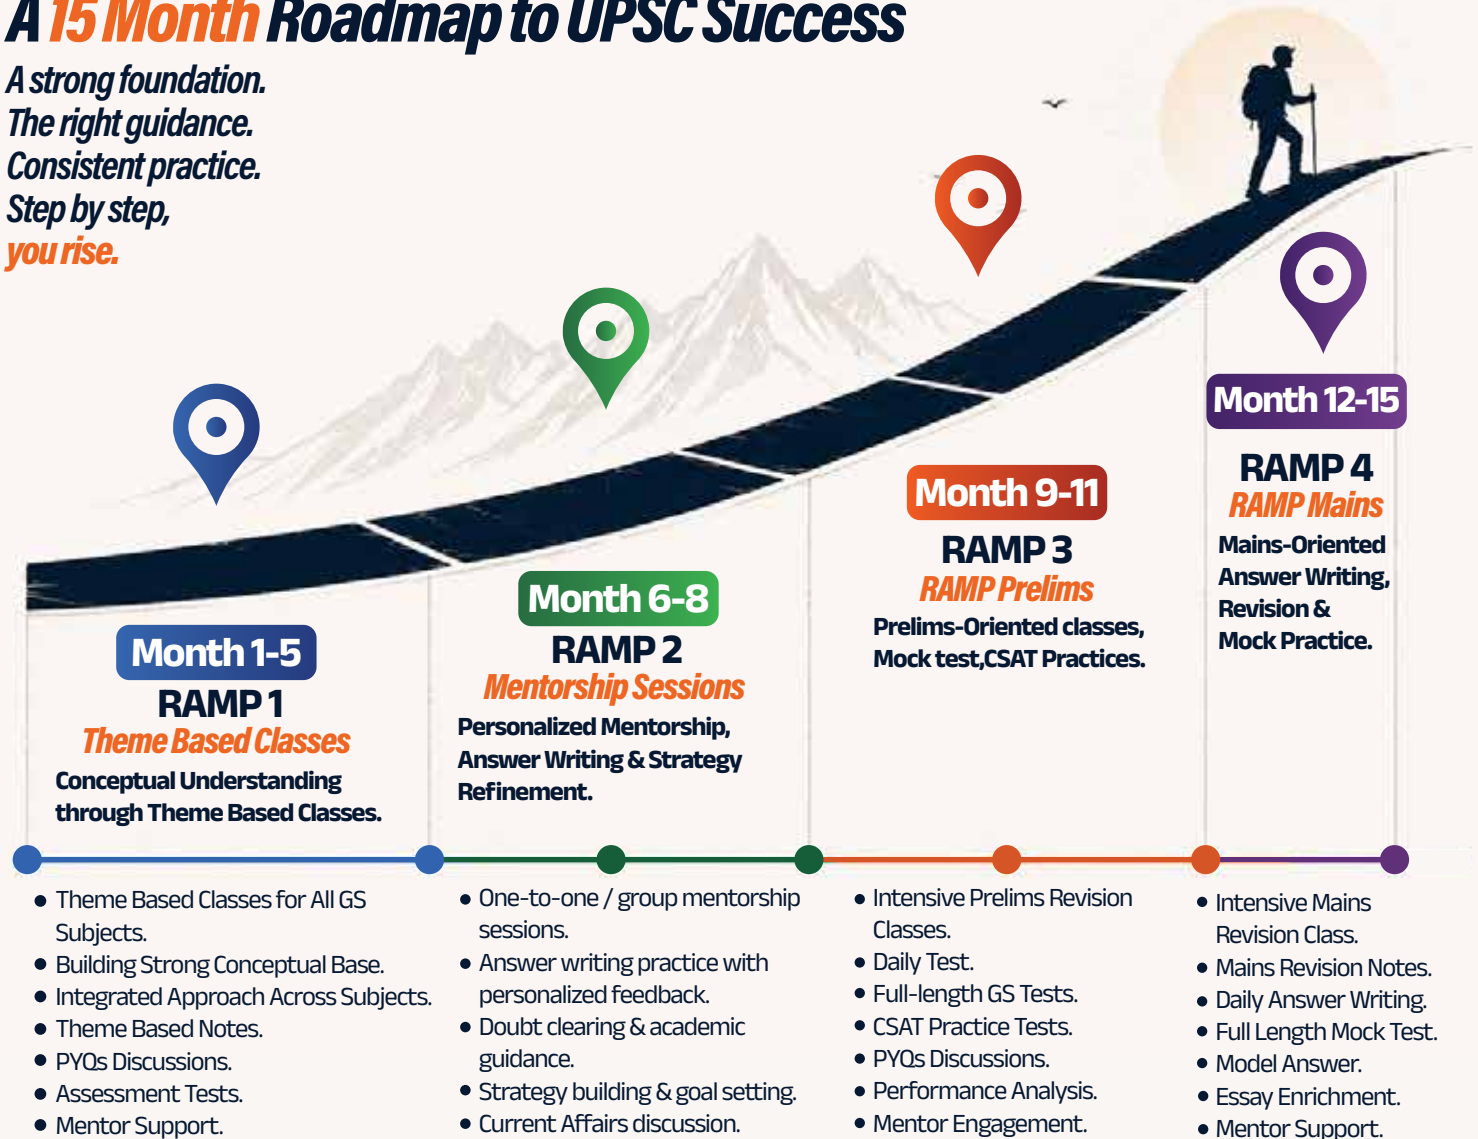 A 15 Month Roadmap to UPSC Success
A strong foundation.
The right guidance.
Consistent practice.
Step by step,
you rise.
Month 1-5
RAMP 1
Theme Based Classes
Conceptual Understanding
through Theme Based Classes.
Month 6-8
RAMP 2
Mentorship Sessions
Personalized Mentorship,
Answer Writing & Strategy
Refinement.
Month 9-11
RAMP 3
RAMP Prelims
Prelims-Oriented classes,
Mock test,CSAT Practices.
Month 12-15
RAMP 4
RAMP Mains
Mains-Oriented
Answer Writing,
Revision &
Mock Practice.
• Theme Based Classes for All GS
Subjects.
• Building Strong Conceptual Base.
• Integrated Approach Across Subjects.
• Theme Based Notes.
• PYQs Discussions.
• Assessment Tests.
• Mentor Support.
• One-to-one / group mentorship
sessions.
• Answer writing practice with
personalized feedback.
• Doubt clearing & academic
guidance.
• Strategy building & goal setting.
• Current Affairs discussion.
• Intensive Prelims Revision
Classes.
• Daily Test.
• Full-length GS Tests.
• CSAT Practice Tests.
• PYQs Discussions.
• Performance Analysis.
• Mentor Engagement.
• Intensive Mains
Revision Class.
• Mains Revision Notes.
• Daily Answer Writing.
• Full Length Mock Test.
• Model Answer.
• Essay Enrichment.
• Mentor Support.